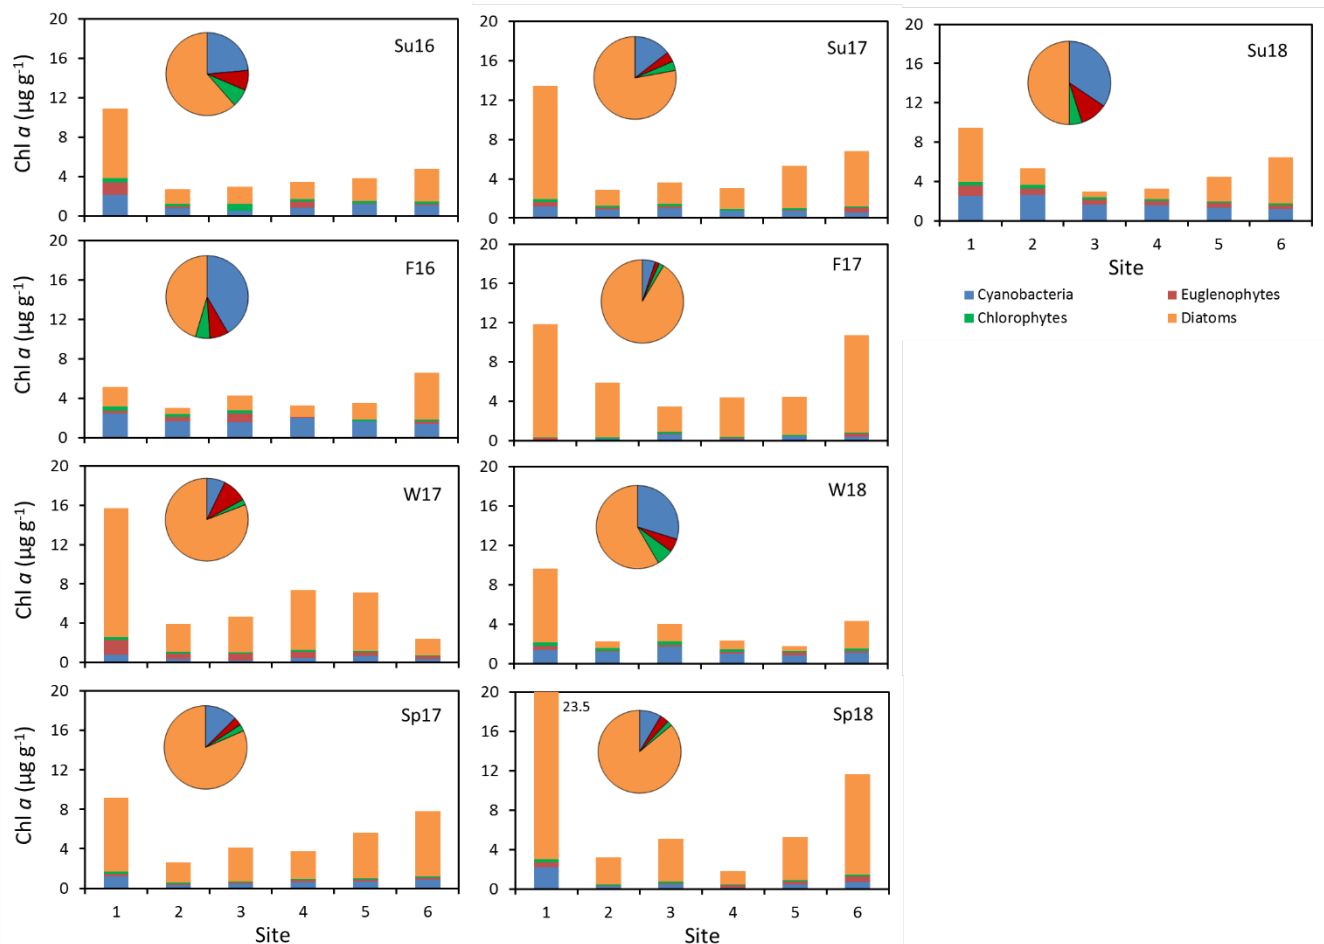 Chl a (µg g⁻¹)
20
16
12
8
4
0
Su16
20
16
12
8
4
0
Su17
20
16
12
8
4
0
Su18
1 2 3 4 5 6
Site
Cyanobacteria
Euglenophytes
Chlorophytes
Diatoms
Chl a (µg g⁻¹)
20
16
12
8
4
0
F16
20
16
12
8
4
0
F17
Chl a (µg g⁻¹)
20
16
12
8
4
0
W17
20
16
12
8
4
0
W18
Chl a (µg g⁻¹)
20
16
12
8
4
0
Sp17
1 2 3 4 5 6
Site
20
16
12
8
4
0
23.5
Sp18
1 2 3 4 5 6
Site